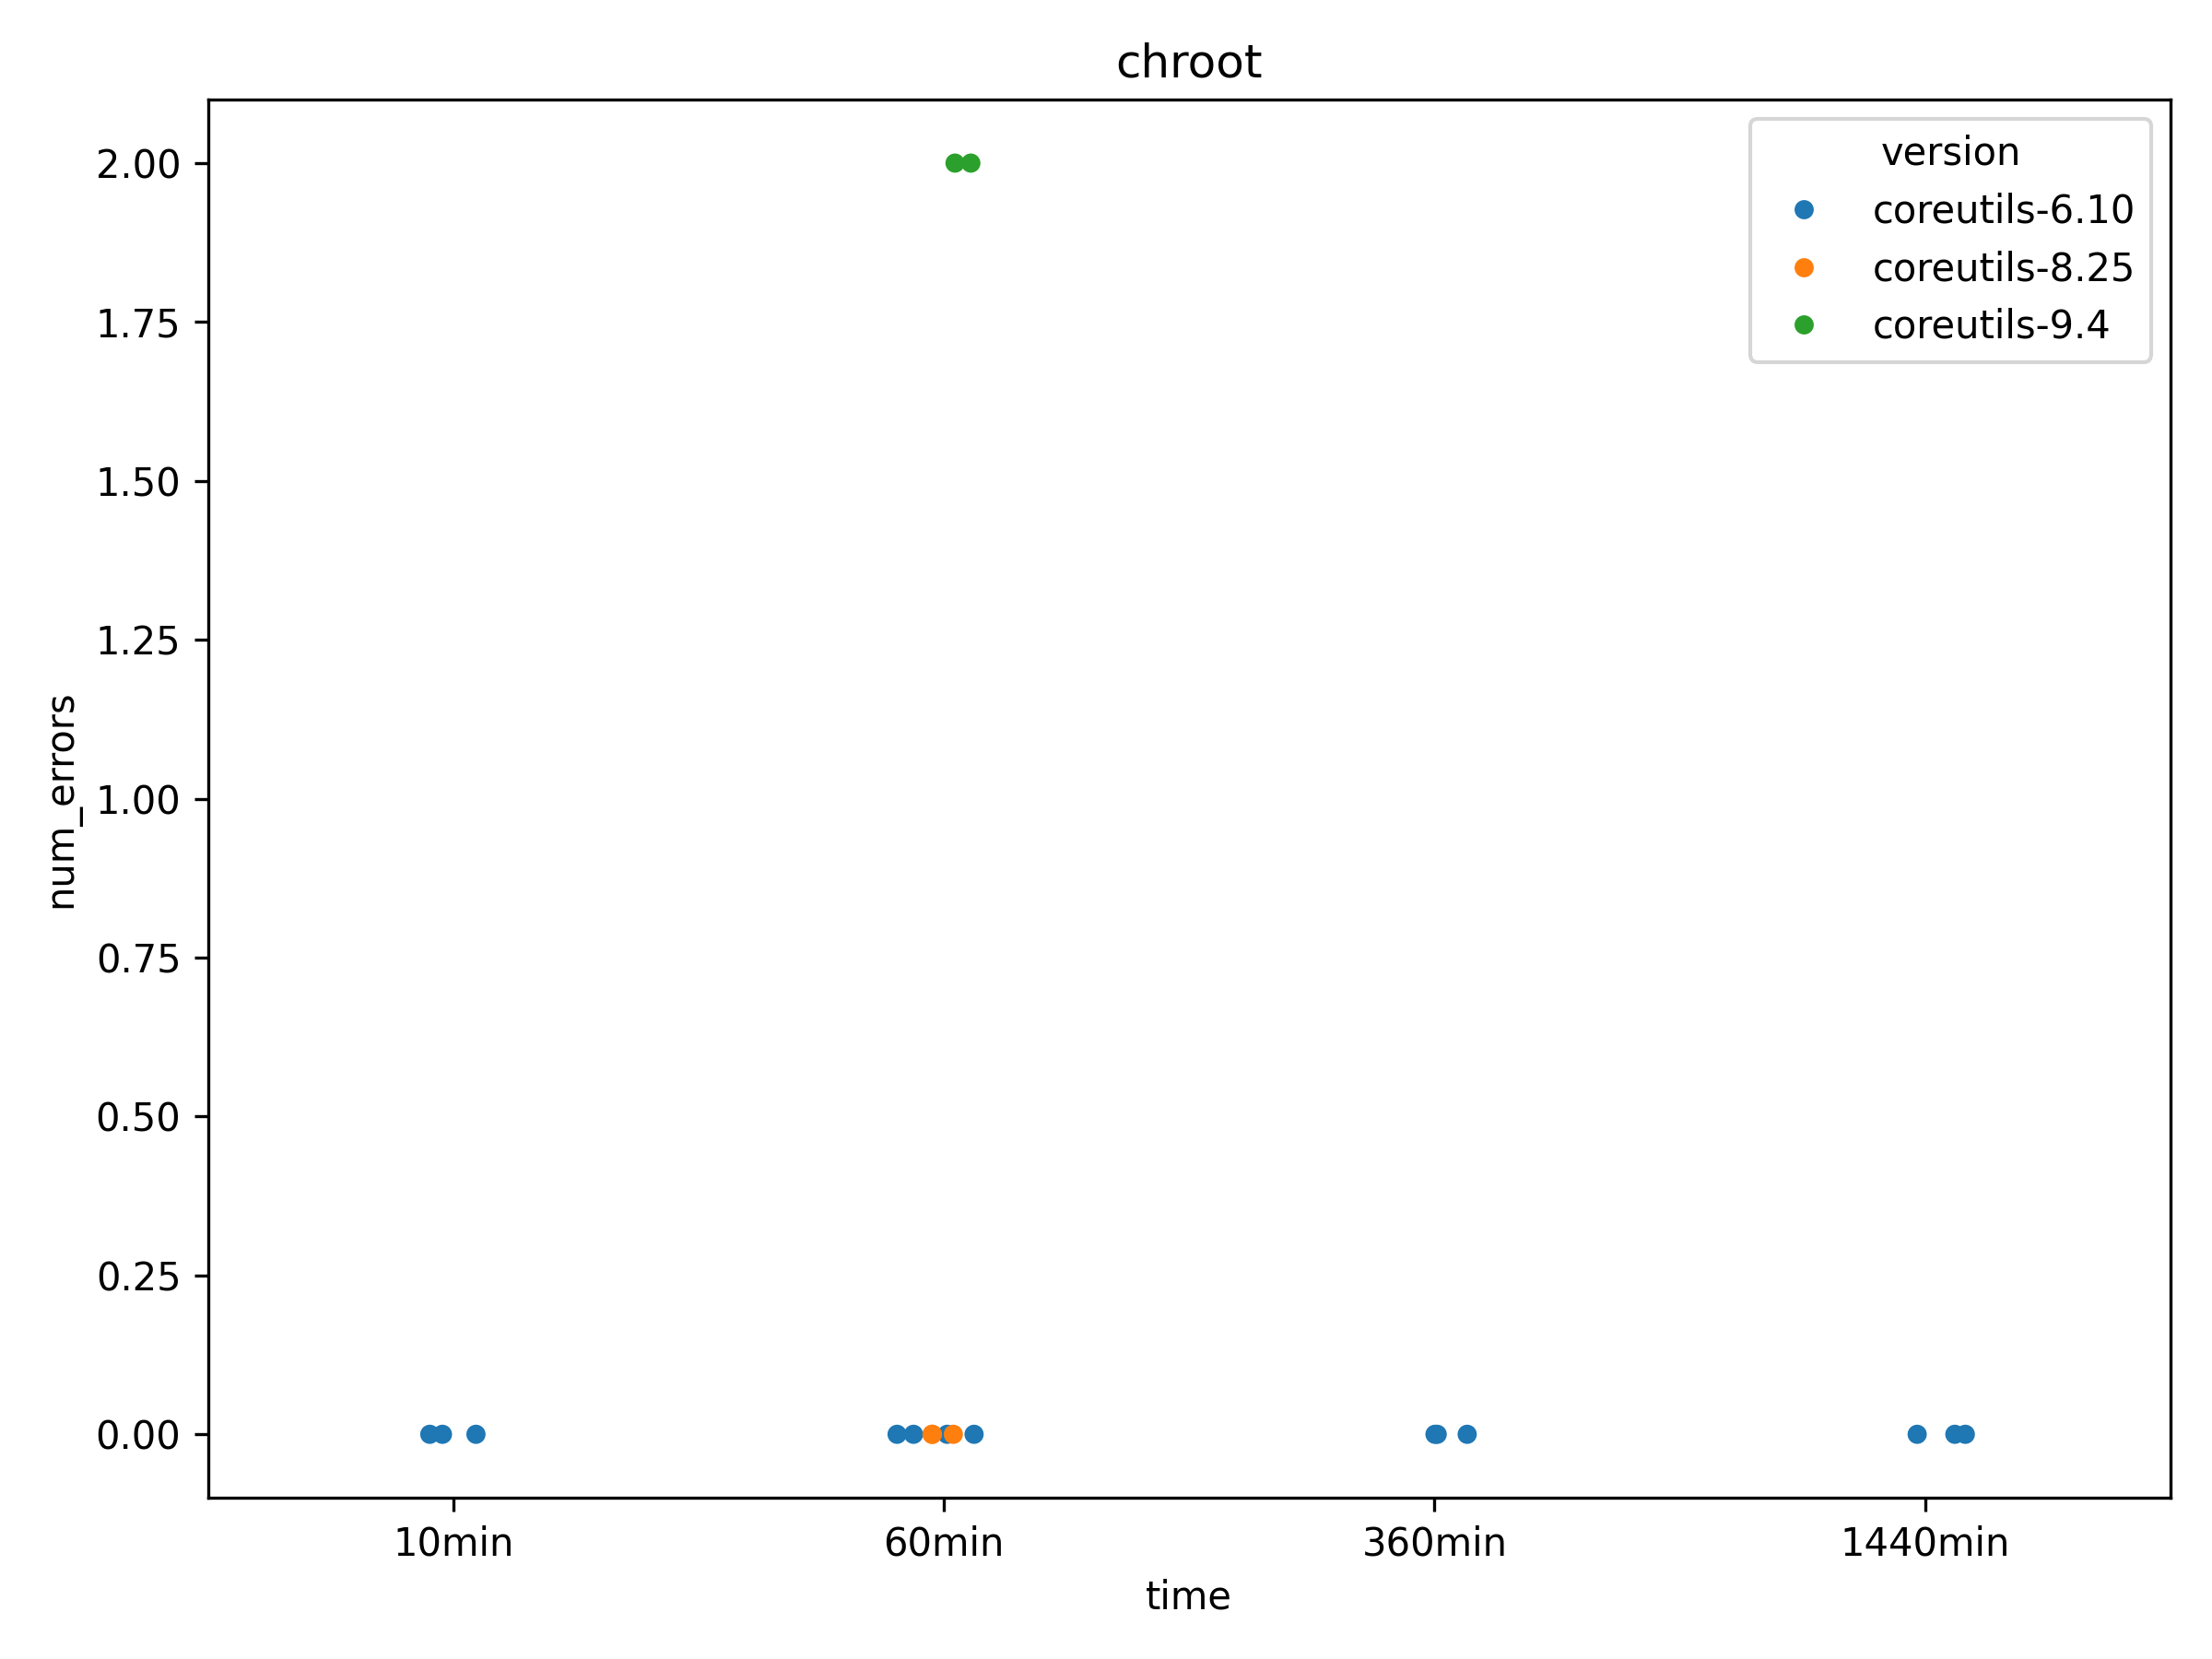 chroot
version
coreutils-6.10
coreutils-8.25
coreutils-9.4
2.00
1.75
1.50
1.25
1.00
0.75
0.50
0.25
0.00
num_errors
10min
60min
360min
1440min
time